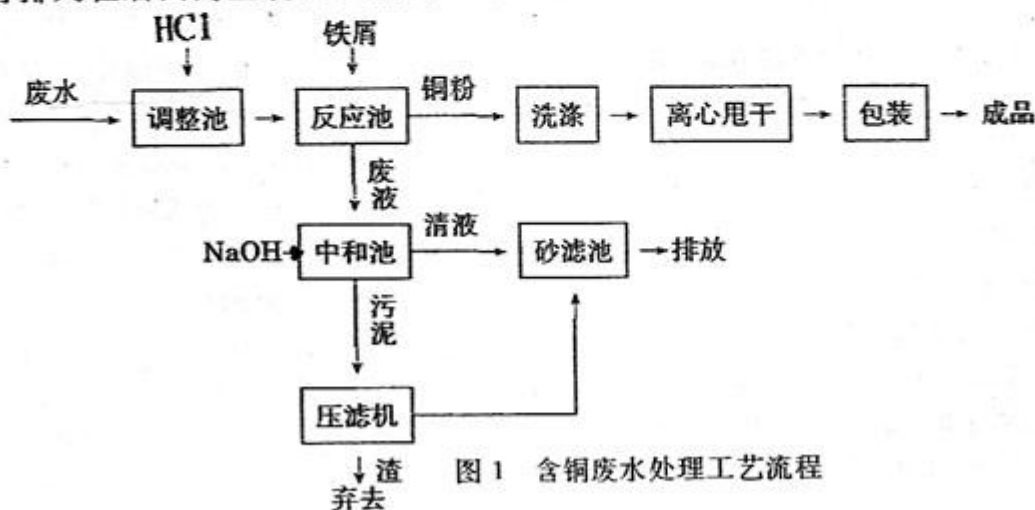 HCl 铁屑
废水 调整池 反应池 铜粉 洗涤 离心甩干 包装 成品
废液
NaOH 中和池 清液 砂滤池 排放
污泥
压滤机
渣
弃去
图 1 含铜废水处理工艺流程